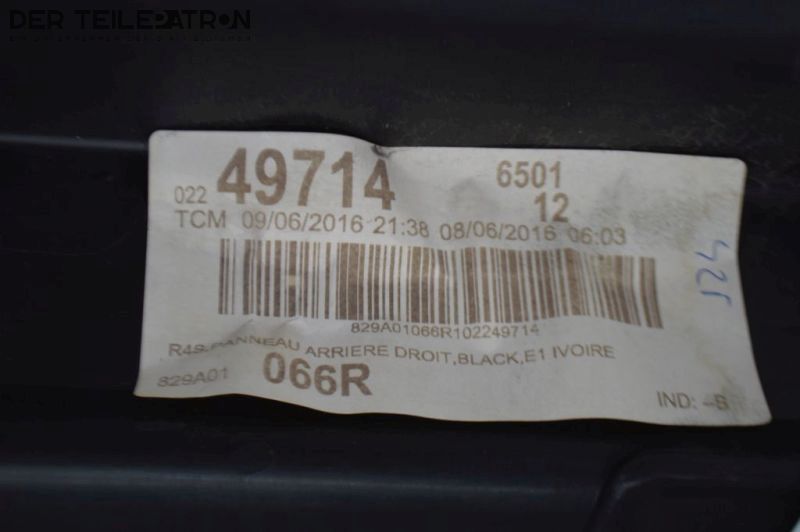 DER TEILEPATRON
022 49714 6501
12
TCM 09/06/2016 21:38 08/06/2016 06:03
829A01066R102249714
PANNEAU ARRIERE DROIT,BLACK,E1 IVOIRE
829A01 066R
IND: --B